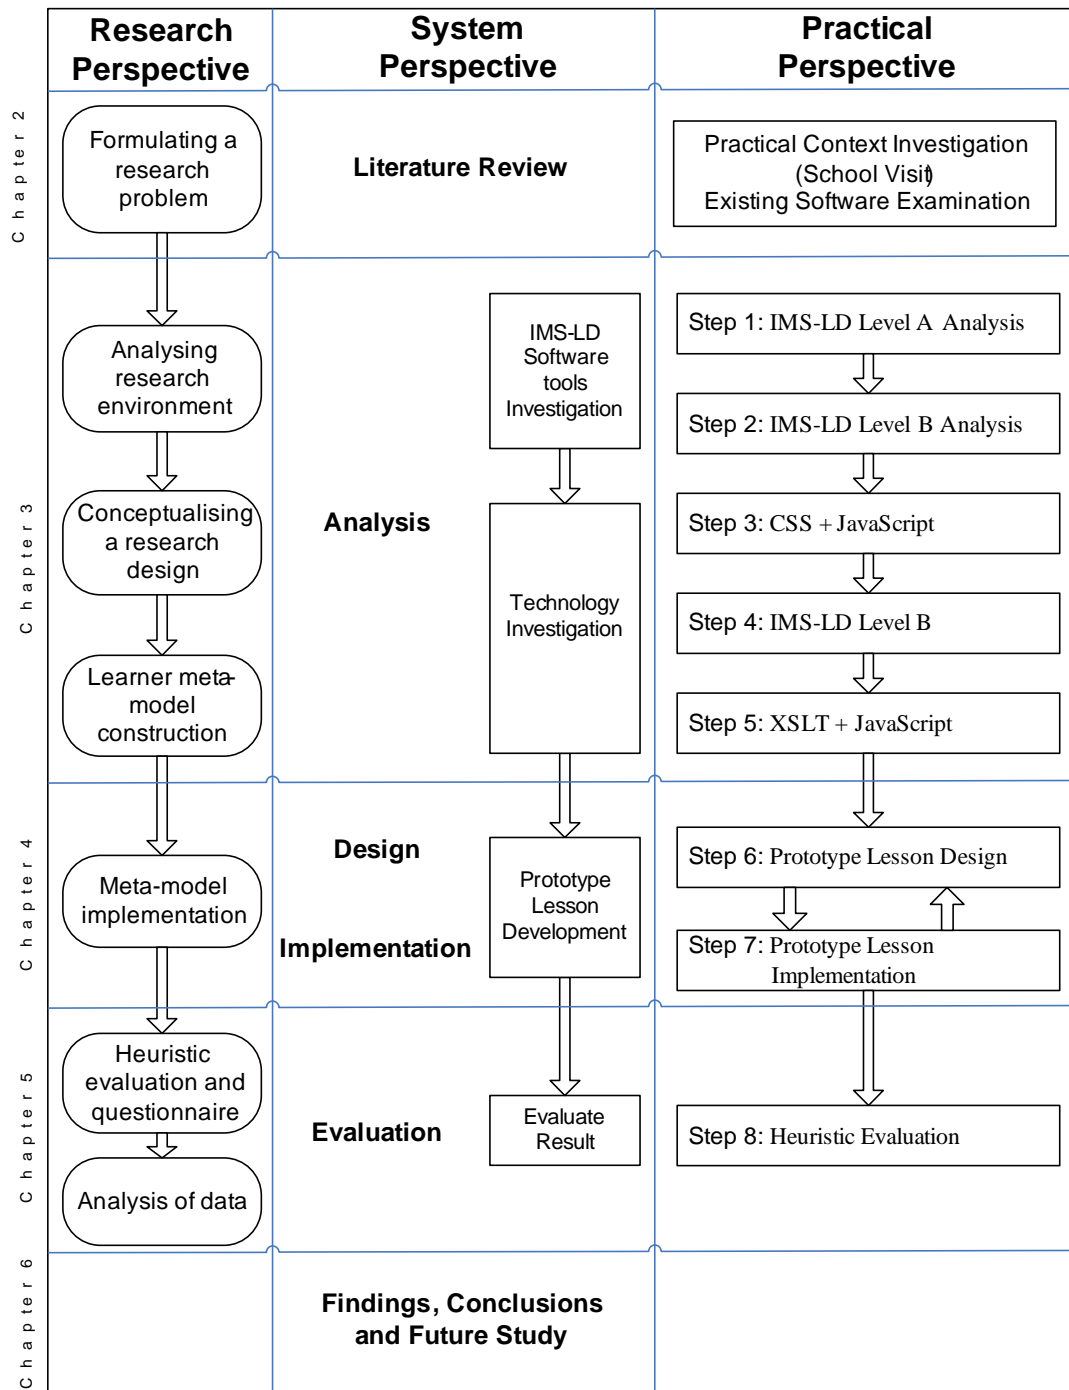 Research
Perspective
System
Perspective
Practical
Perspective
Chapter 2
Formulating a
research
problem
Literature Review
Practical Context Investigation
(School Visit)
Existing Software Examination
Chapter 3
Analysing
research
environment
Conceptualising
a research
design
Learner meta-
model
construction
Analysis
IMS-LD
Software
tools
Investigation
Technology
Investigation
Step 1: IMS-LD Level A Analysis
Step 2: IMS-LD Level B Analysis
Step 3: CSS + JavaScript
Step 4: IMS-LD Level B
Step 5: XSLT + JavaScript
Chapter 4
Meta-model
implementation
Design
Implementation
Prototype
Lesson
Development
Step 6: Prototype Lesson Design
Step 7: Prototype Lesson
Implementation
Chapter 5
Heuristic
evaluation and
questionnaire
Analysis of data
Evaluation
Evaluate
Result
Step 8: Heuristic Evaluation
Chapter 6
Findings, Conclusions
and Future Study